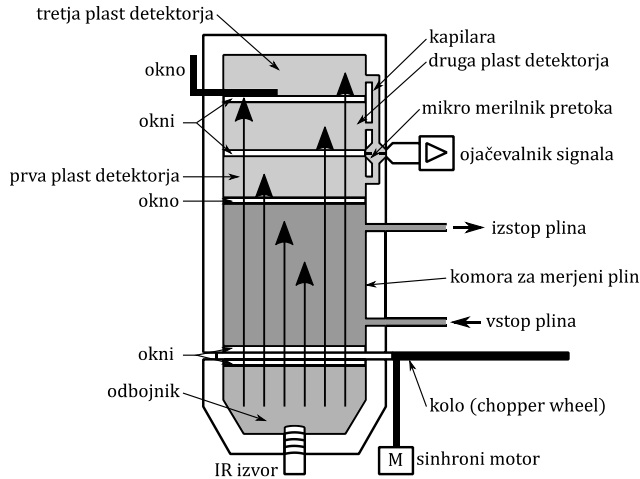 tretja plast detektorja
kapilara
druga plast detektorja
okno
mikro merilnik pretoka
okni
ojačevalnik signala
prva plast detektorja
okno
izstop plina
komora za merjeni plin
vstop plina
okni
odbojnik
kolo (chopper wheel)
IR izvor
M
sinhroni motor